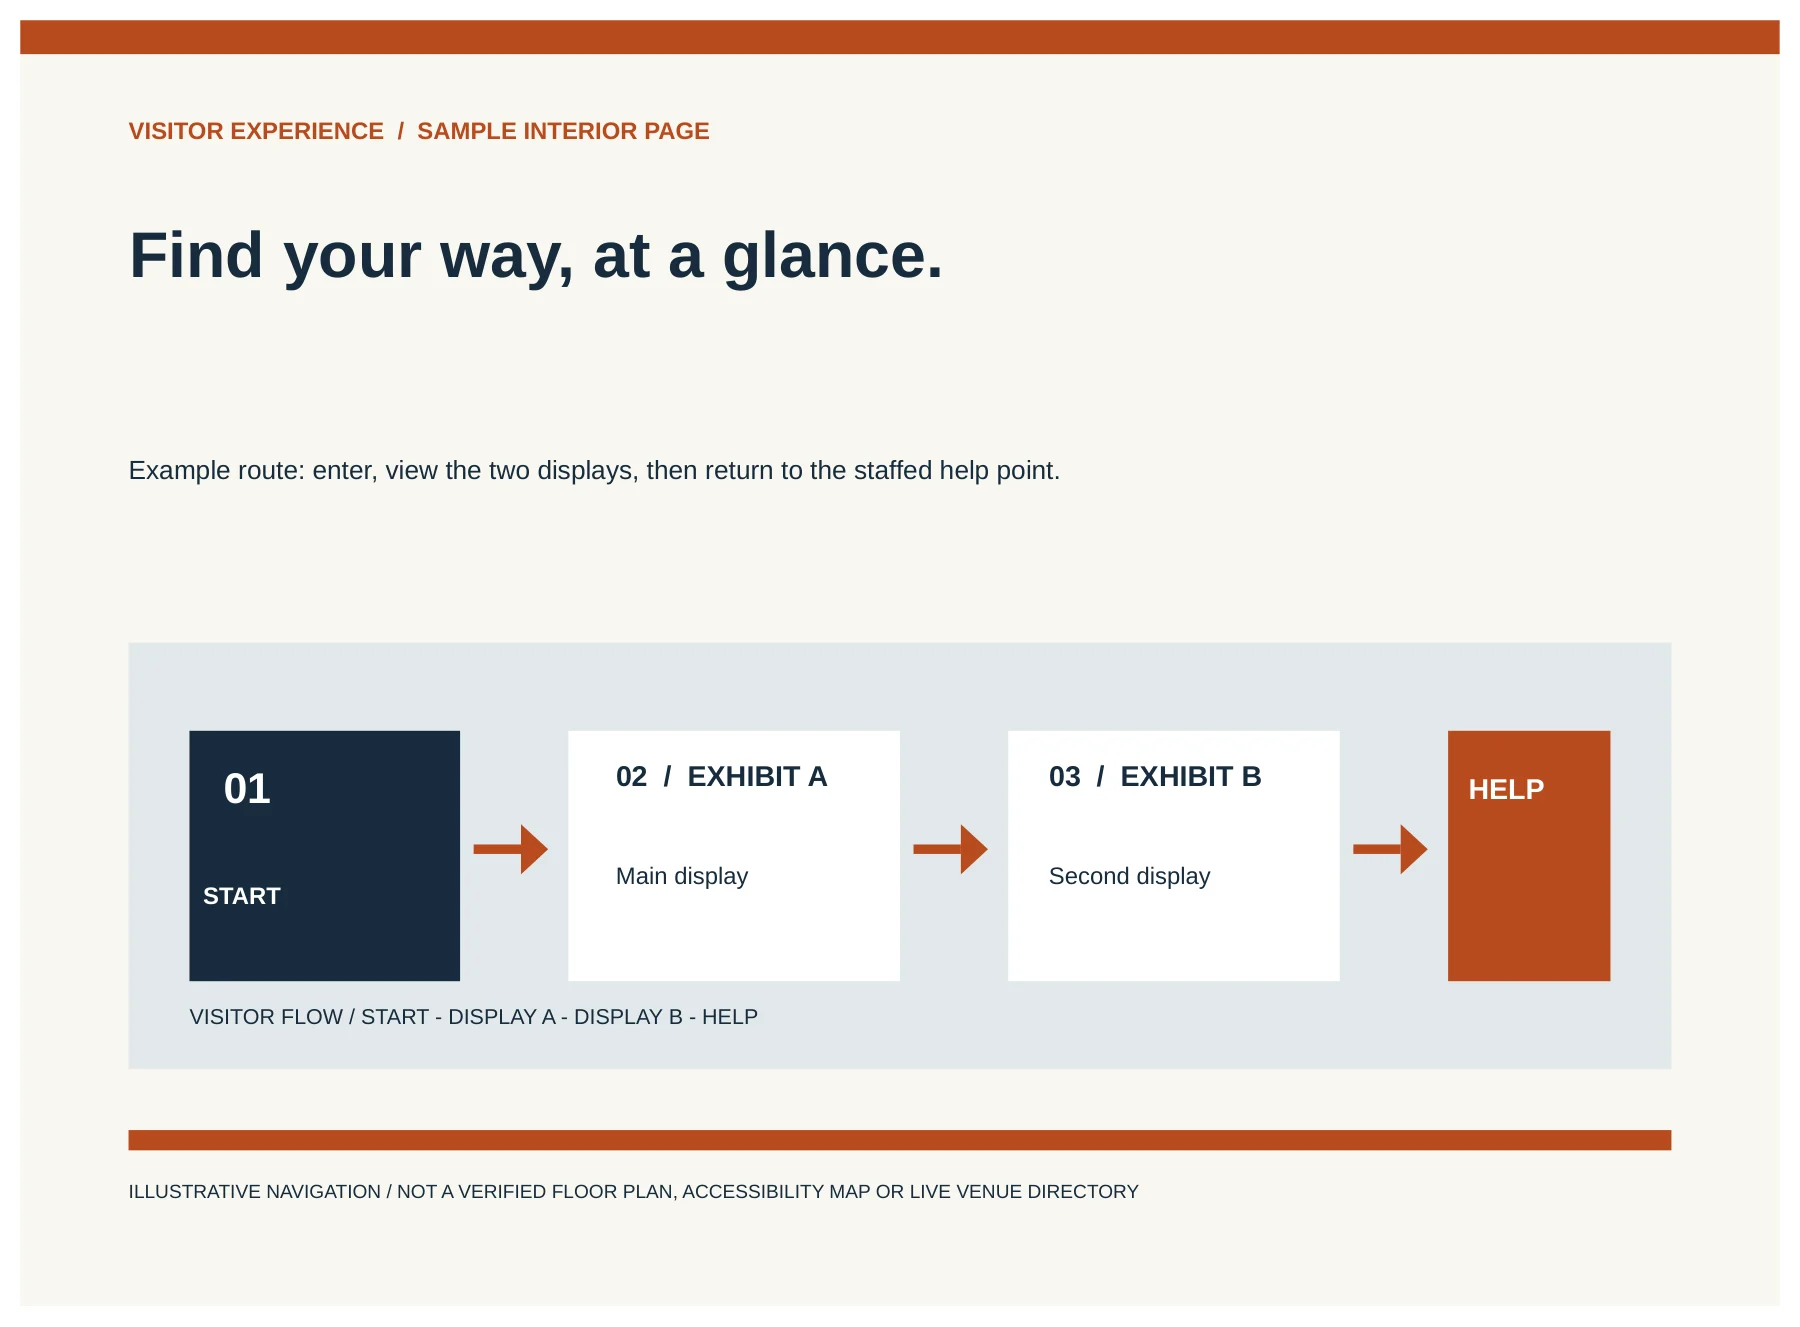 VISITOR EXPERIENCE / SAMPLE INTERIOR PAGE
Find your way, at a glance.
Example route: enter, view the two displays, then return to the staffed help point.
01
START
02 / EXHIBIT A
Main display
03 / EXHIBIT B
Second display
HELP
VISITOR FLOW / START - DISPLAY A - DISPLAY B - HELP
ILLUSTRATIVE NAVIGATION / NOT A VERIFIED FLOOR PLAN, ACCESSIBILITY MAP OR LIVE VENUE DIRECTORY